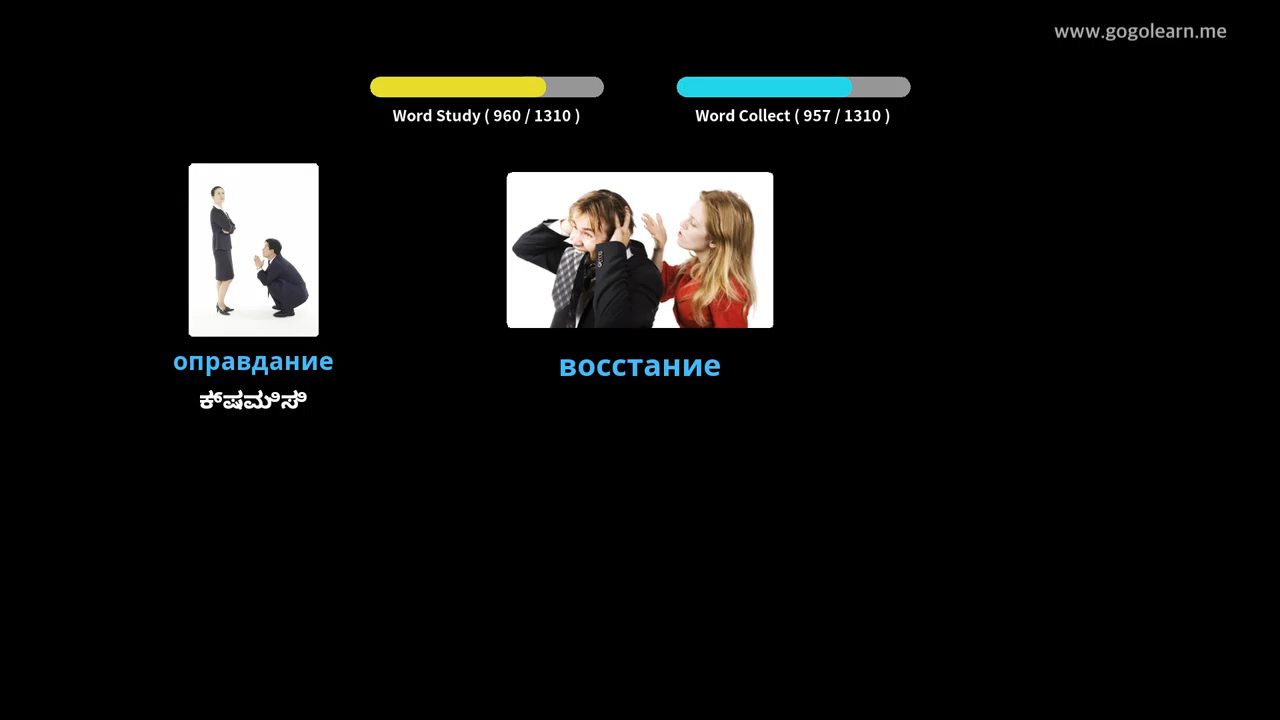 www.gogolearn.me
Word Study ( 960 / 1310 )
Word Collect ( 957 / 1310 )
оправдание
восстание
ಕ್ಷಮಿಸಿ